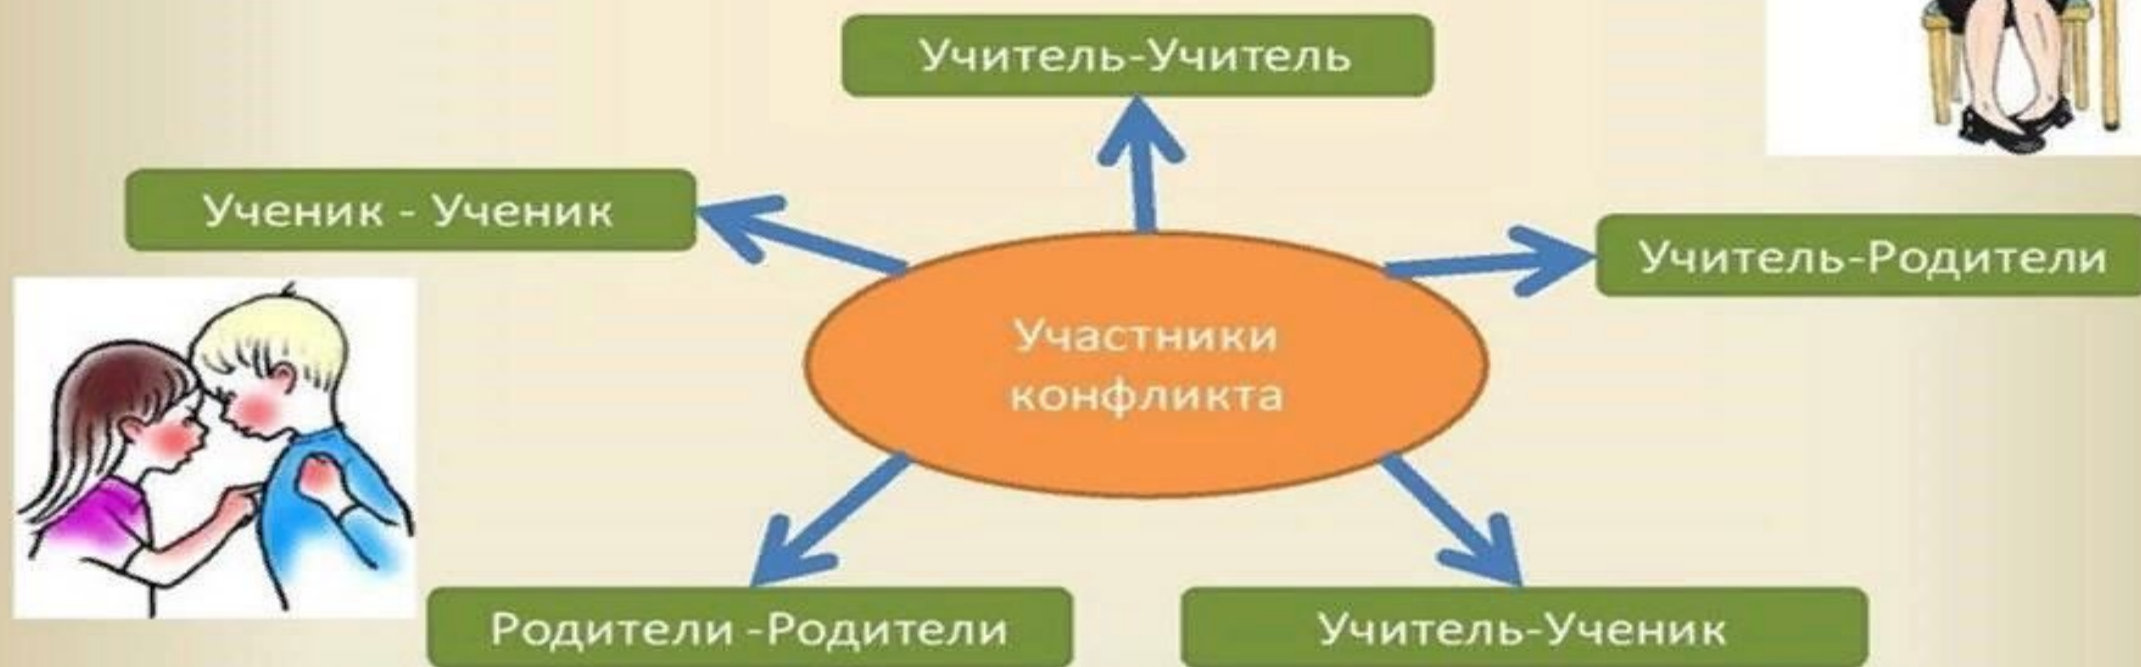 Учитель-Учитель
Ученик - Ученик
Учитель-Родители
Участники
конфликта
Родители -Родители
Учитель-Ученик